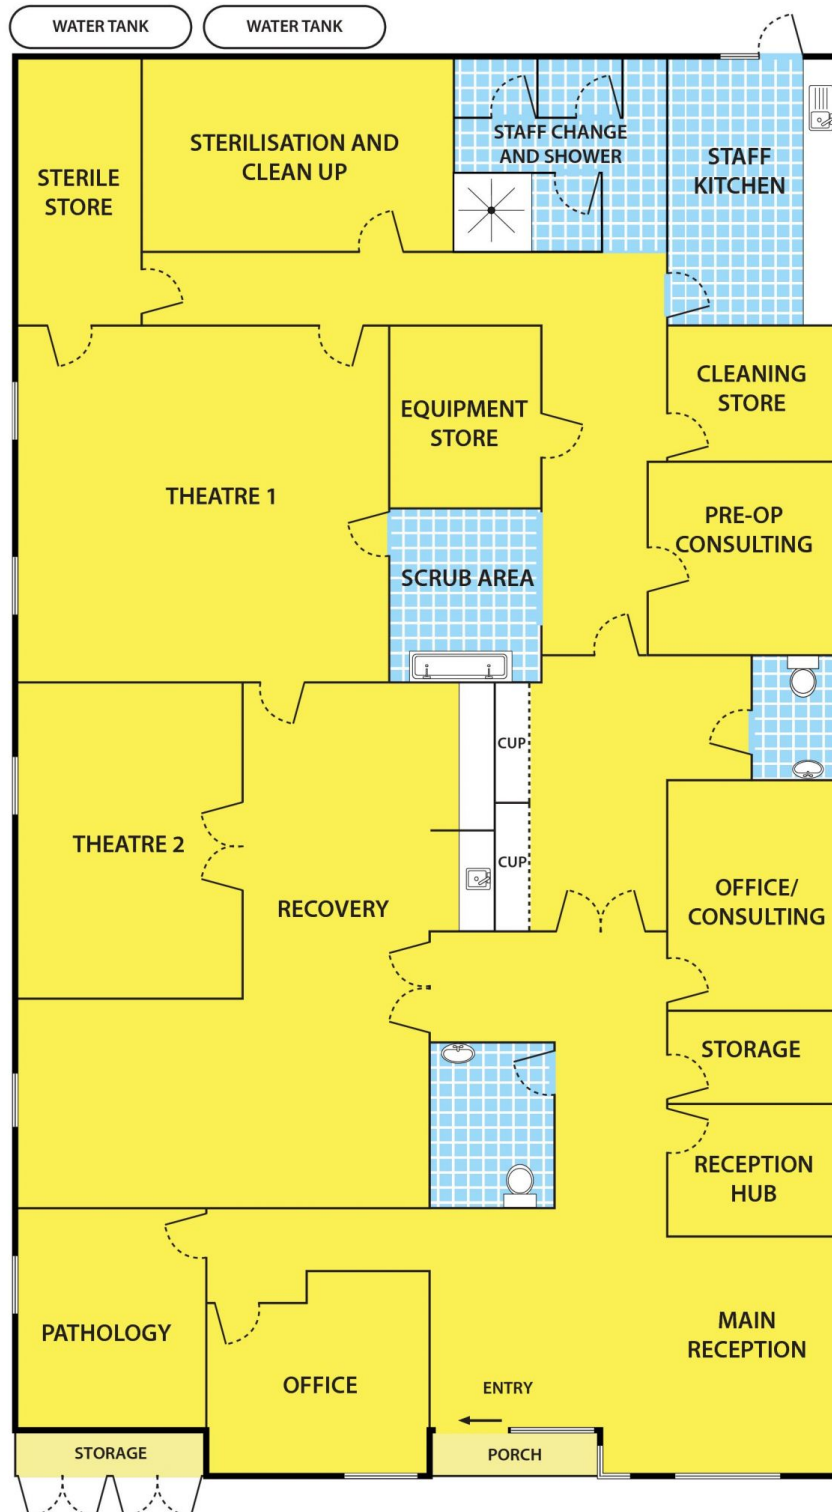 WATER TANK
WATER TANK
STERILISATION AND
CLEAN UP
STAFF CHANGE
AND SHOWER
STAFF
KITCHEN
STERILE
STORE
CLEANING
STORE
EQUIPMENT
STORE
THEATRE 1
PRE-OP
CONSULTING
SCRUB AREA
CUP
THEATRE 2
CUP
RECOVERY
OFFICE/
CONSULTING
STORAGE
RECEPTION
HUB
PATHOLOGY
MAIN
RECEPTION
OFFICE
ENTRY
STORAGE
PORCH